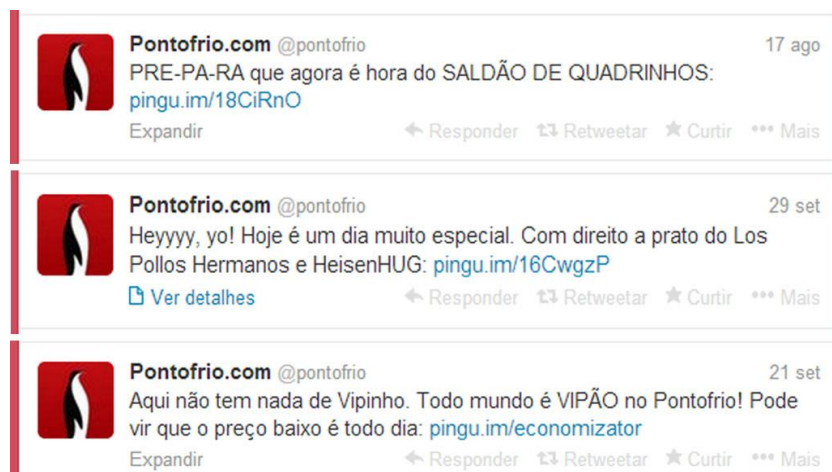 Pontofrio.com @pontofrio 17 ago
PRE-PA-RA que agora é hora do SALDÃO DE QUADRINHOS:
pingu.im/18CiRnO
Expandir Responder Retweetar Curtir Mais
Pontofrio.com @pontofrio 29 set
Heyyyy, yo! Hoje é um dia muito especial. Com direito a prato do Los
Pollos Hermanos e HeisenHUG: pingu.im/16CwgzP
Ver detalhes Responder Retweetar Curtir Mais
Pontofrio.com @pontofrio 21 set
Aqui não tem nada de Vipinho. Todo mundo é VIPÃO no Pontofrio! Pode
vir que o preço baixo é todo dia: pingu.im/economizator
Expandir Responder Retweetar Curtir Mais